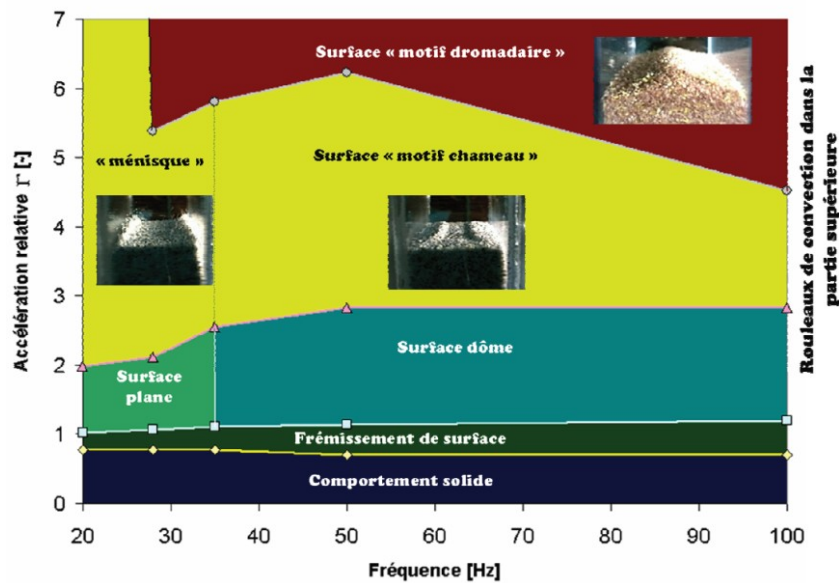 7
6
5
4
3
2
1
0
Accélération relative Γ [-]
Surface « motif dromadaire »
« ménisque »
Surface « motif chameau »
Surface dôme
Surface
plane
Frémissement de surface
Comportement solide
20
30
40
50
60
70
80
90
100
Fréquence [Hz]
Rouleaux de convection dans la
partie supérieure